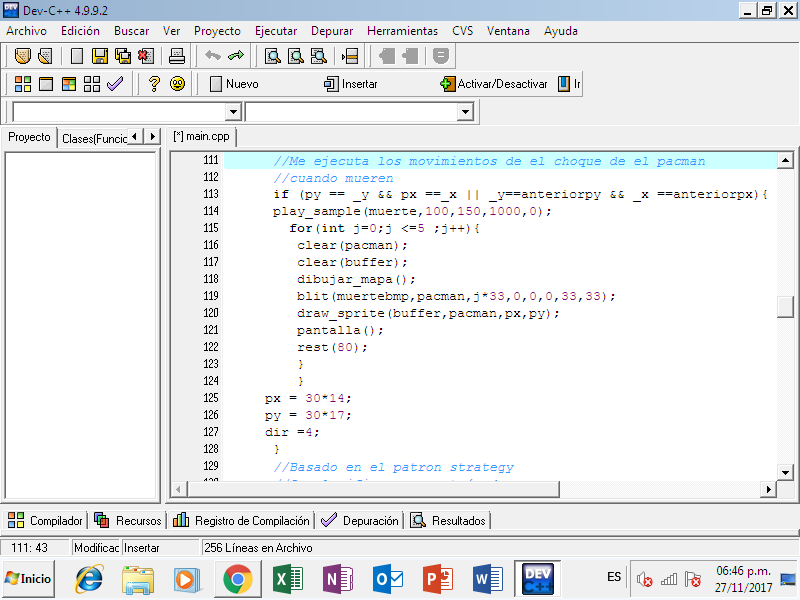 Dev-C++ 4.9.9.2
Archivo Edición Buscar Ver Proyecto Ejecutar Depurar Herramientas CVS Ventana Ayuda
Nuevo Insertar Activar/Desactivar Ir
Proyecto Clases(Funcio [*] main.cpp
111 //Me ejecuta los movimientos de el choque de el pacman
112 //cuando mueren
113 if (py == _y && px ==_x || _y==anteriorpy && _x ==anteriorpx){
114 play_sample(muerte,100,150,1000,0);
115 for(int j=0;j <=5 ;j++){
116 clear(pacman);
117 clear(buffer);
118 dibujar_mapa();
119 blit(muertebmp,pacman,j*33,0,0,0,33,33);
120 draw_sprite(buffer,pacman,px,py);
121 pantalla();
122 rest(80);
123 }
124 }
125 px = 30*14;
126 py = 30*17;
127 dir =4;
128 }
129 //Basado en el patron strategy
Compilador Recursos Registro de Compilación Depuración Resultados
111: 43 Modificac Insertar 256 Líneas en Archivo
Inicio DEV C++ ES 06:46 p.m.
27/11/2017